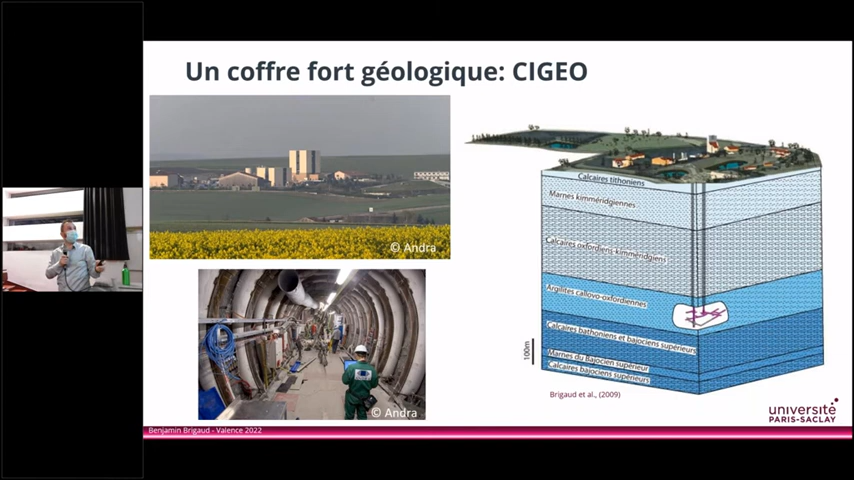 Un coffre fort géologique: CIGEO
© Andra
© Andra
Calcaires tithoniens
Marnes kimméridgiennes
Calcaires oxfordiens-kimméridgiens
Argilites callovo-oxfordiennes
Calcaires bathoniens et bajociens supérieurs
Marnes du Bajocien supérieur
Calcaires bajociens supérieurs
100m
Brigaud et al., (2009)
université
PARIS-SACLAY
Benjamin Brigaud - Valence 2022